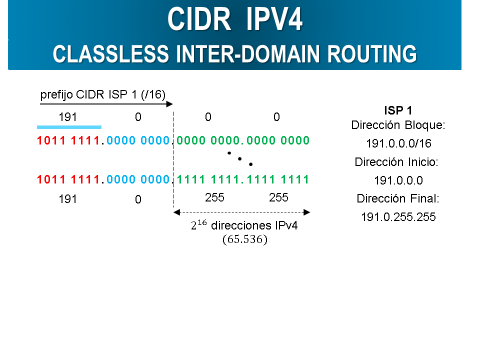 CIDR IPV4
CLASSLESS INTER-DOMAIN ROUTING
prefijo CIDR ISP 1 (/16)
191 0 0 0
1011 1111.0000 0000.0000 0000.0000 0000
1011 1111.0000 0000.1111 1111.1111 1111
191 0 255 255
2^16 direcciones IPv4
(65.536)
ISP 1
Dirección Bloque:
191.0.0.0/16
Dirección Inicio:
191.0.0.0
Dirección Final:
191.0.255.255